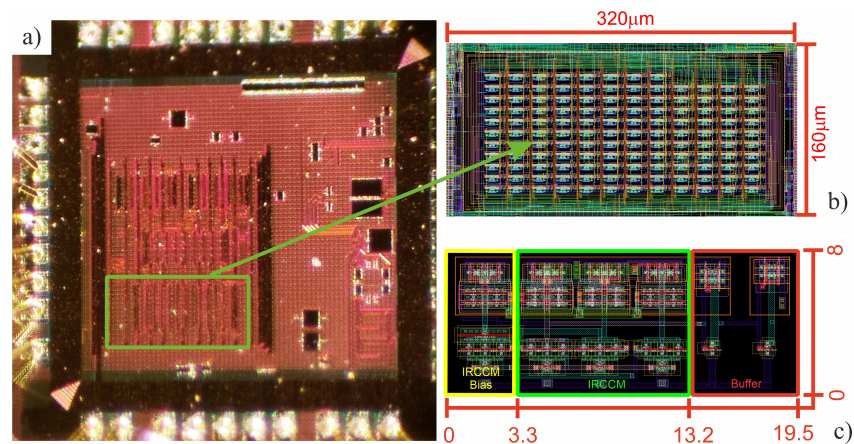 a)
320μm
160μm
b)
IRCCM
Bias
IRCCM
Buffer
8
0
0
3.3
13.2
19.5
c)